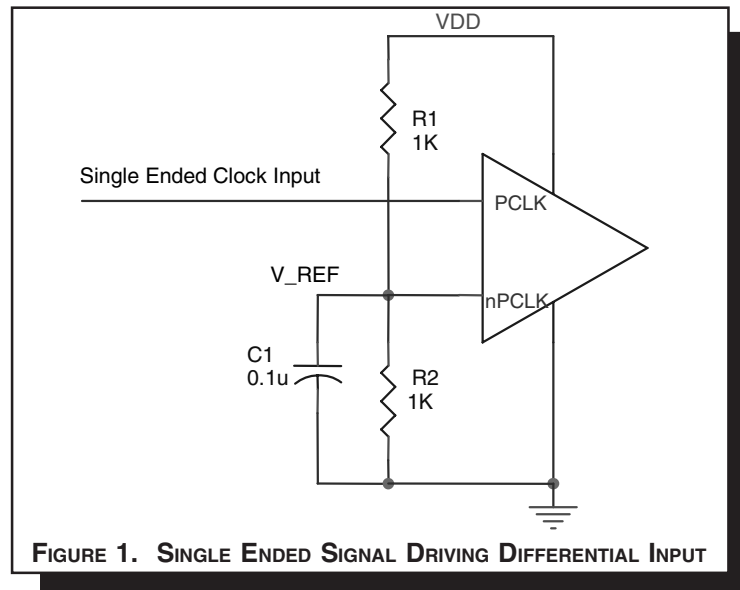 VDD
R1
1K
Single Ended Clock Input
PCLK
V_REF
nPCLK
C1
0.1u
R2
1K
FIGURE 1. SINGLE ENDED SIGNAL DRIVING DIFFERENTIAL INPUT